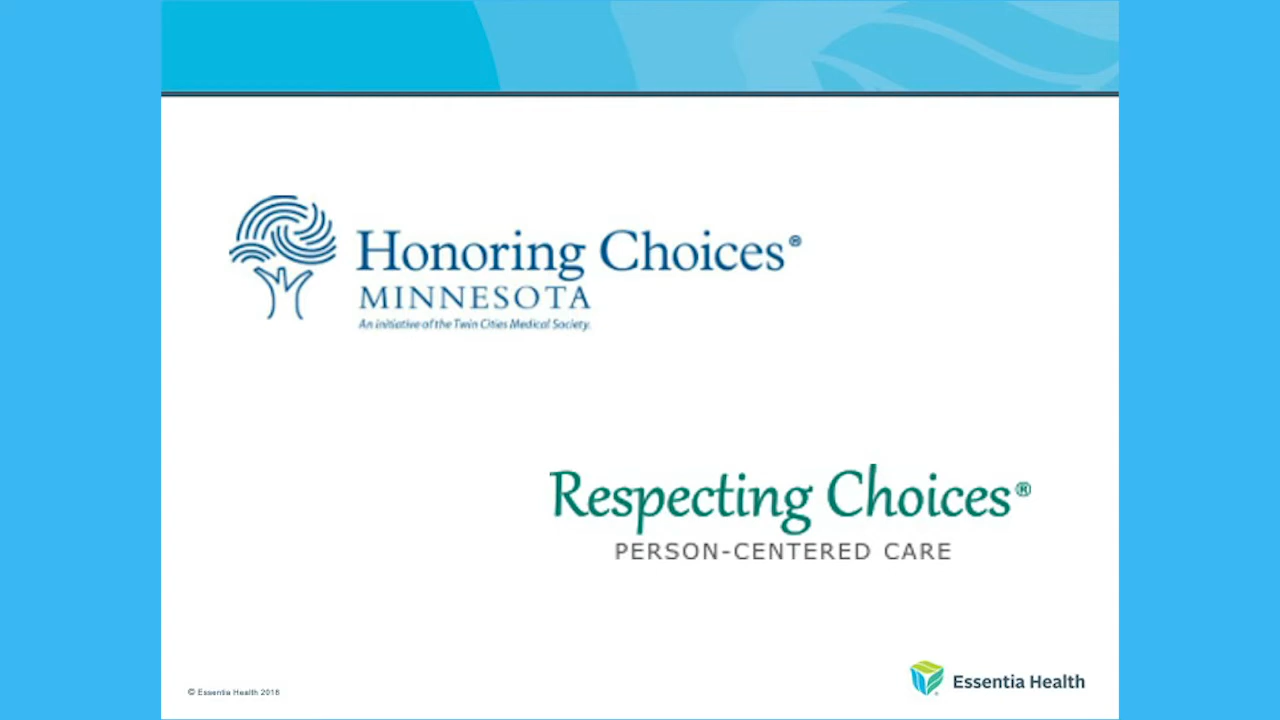 Honoring Choices®
MINNESOTA
An initiative of the Twin Cities Medical Society.
Respecting Choices®
PERSON-CENTERED CARE
© Essentia Health 2016
Essentia Health